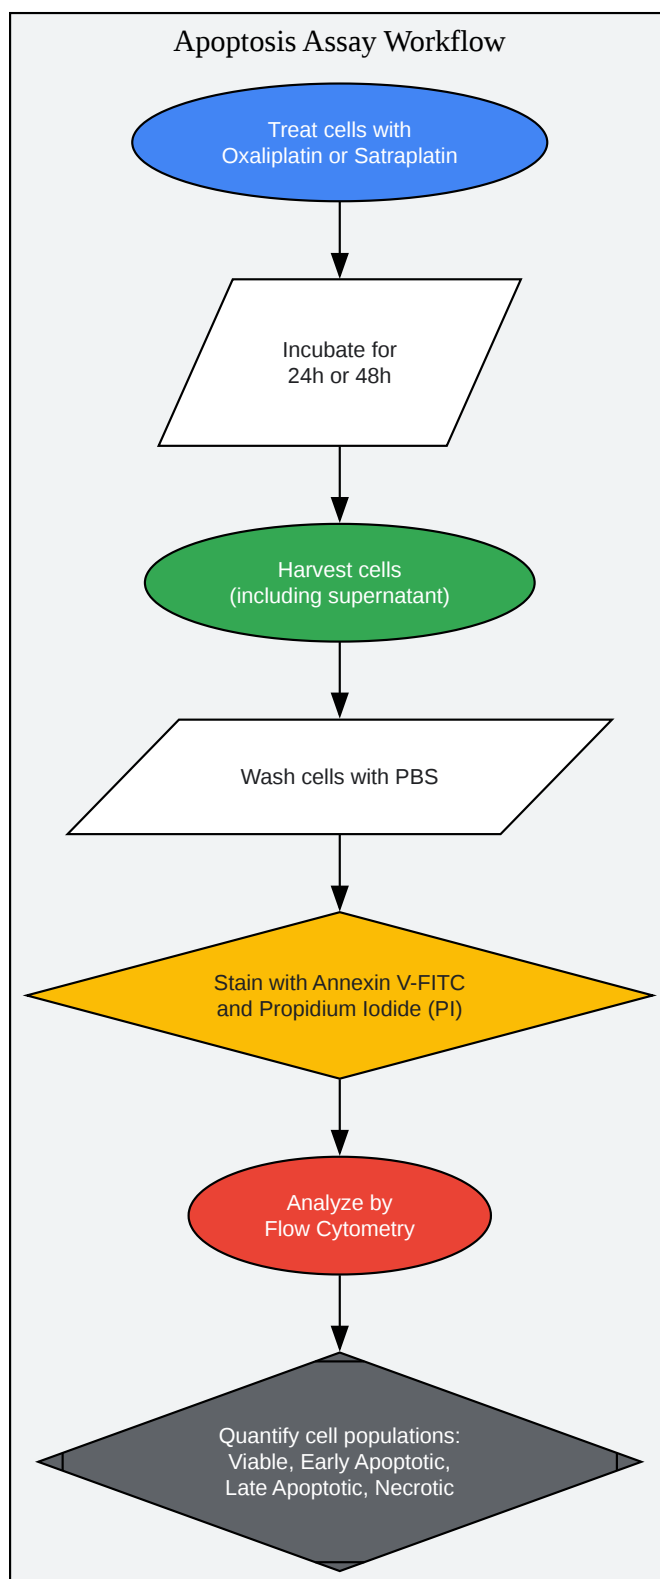 Apoptosis Assay Workflow
Treat cells with
Oxaliplatin or Satraplatin
Incubate for
24h or 48h
Harvest cells
(including supernatant)
Wash cells with PBS
Stain with Annexin V-FITC
and Propidium Iodide (PI)
Analyze by
Flow Cytometry
Quantify cell populations:
Viable, Early Apoptotic,
Late Apoptotic, Necrotic